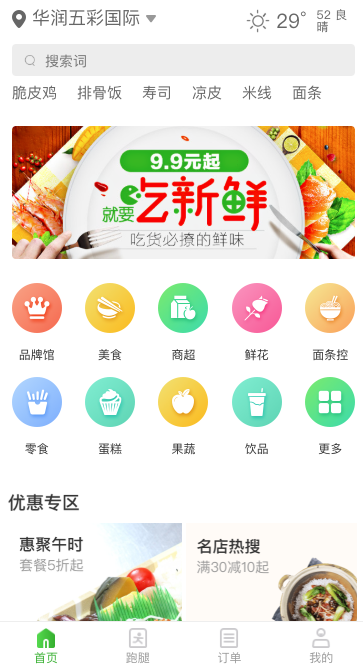 华润五彩国际
29°
52 良
晴
搜索词
脆皮鸡 排骨饭 寿司 凉皮 米线 面条
9.9元起
就要吃新鲜
吃货必撩的鲜味
品牌馆 美食 商超 鲜花 面条控
零食 蛋糕 果蔬 饮品 更多
优惠专区
惠聚午时
套餐5折起
名店热搜
满30减10起
首页 跑腿 订单 我的